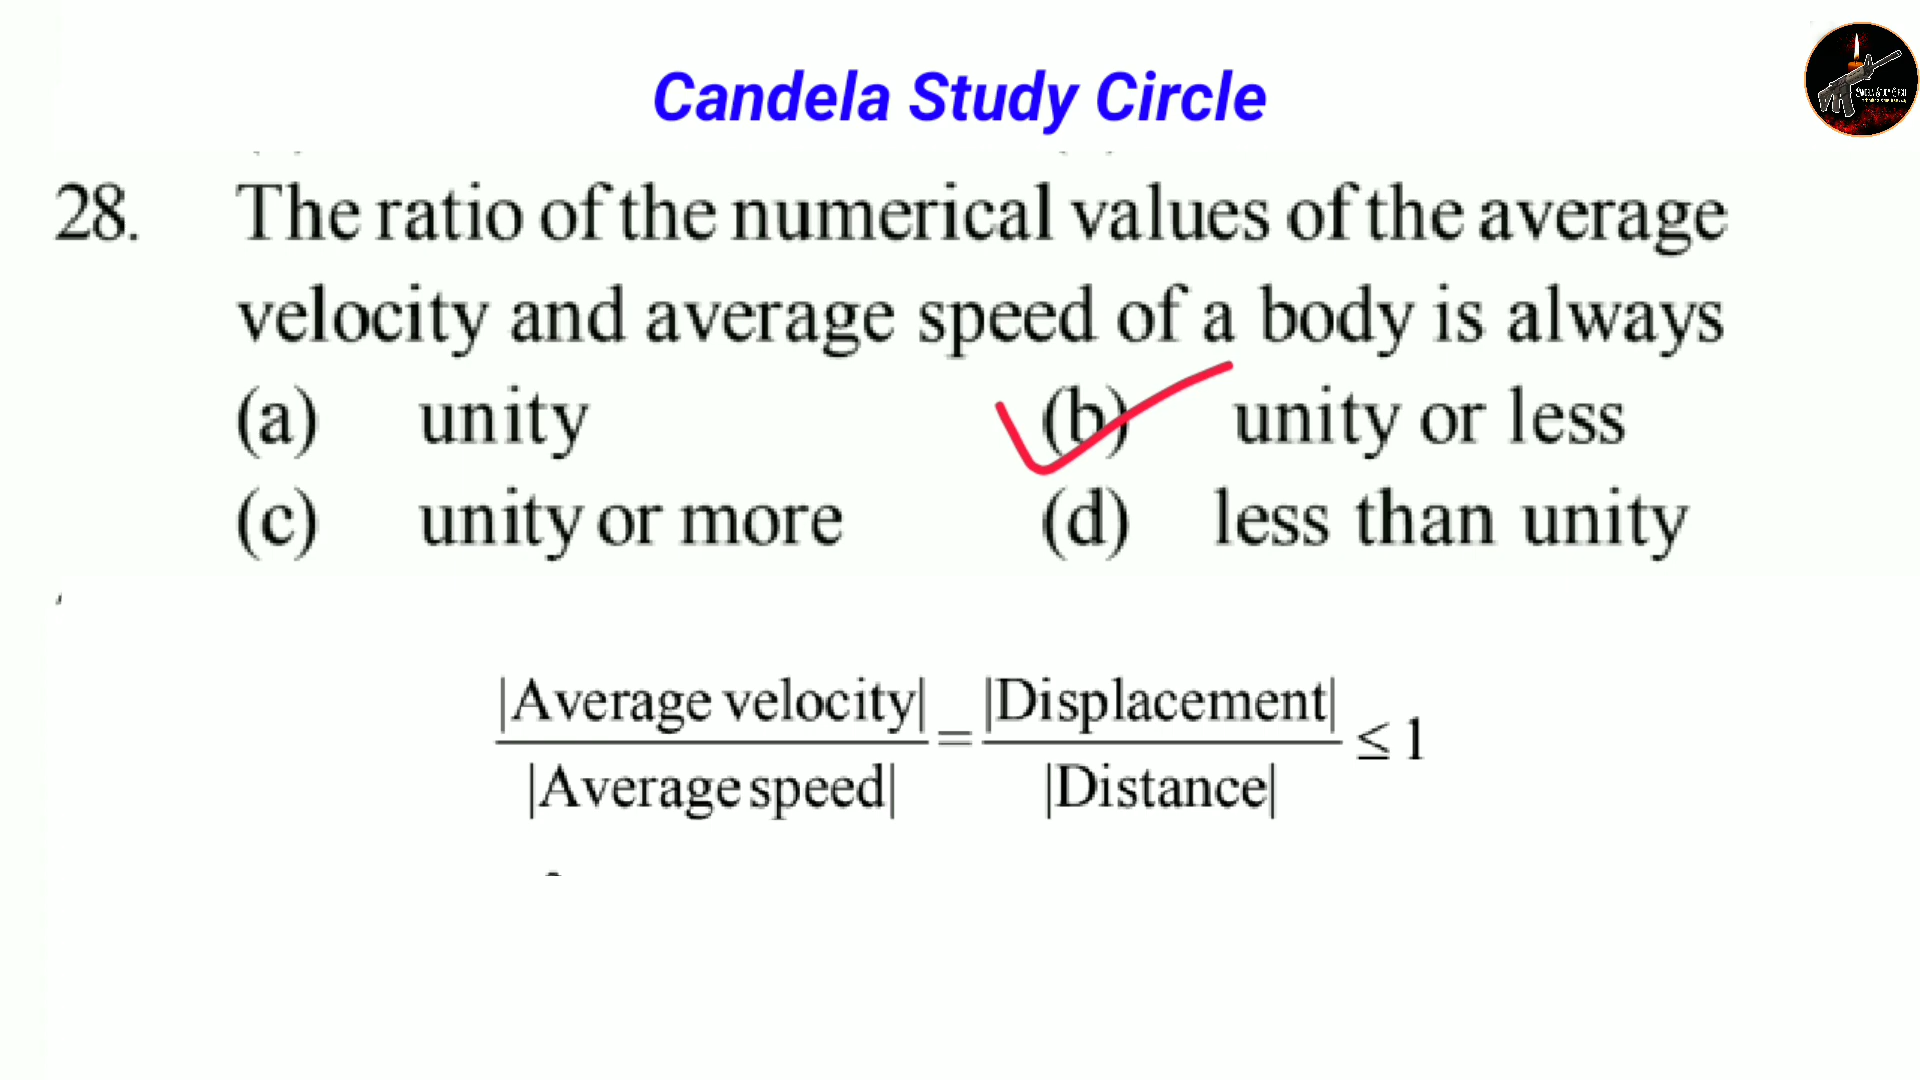 Candela Study Circle
28. The ratio of the numerical values of the average
velocity and average speed of a body is always
(a) unity (b) unity or less
(c) unity or more (d) less than unity
|Average velocity| / |Average speed| = |Displacement| / |Distance| ≤ 1